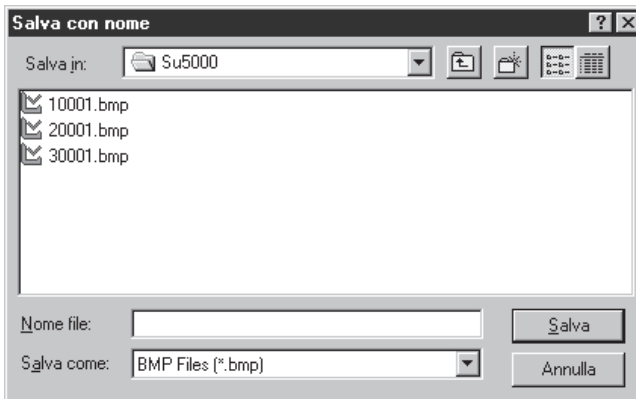 Salva con nome
Salva in: Su5000
10001.bmp
20001.bmp
30001.bmp
Nome file: Salva
Salva come: BMP Files (*.bmp) Annulla